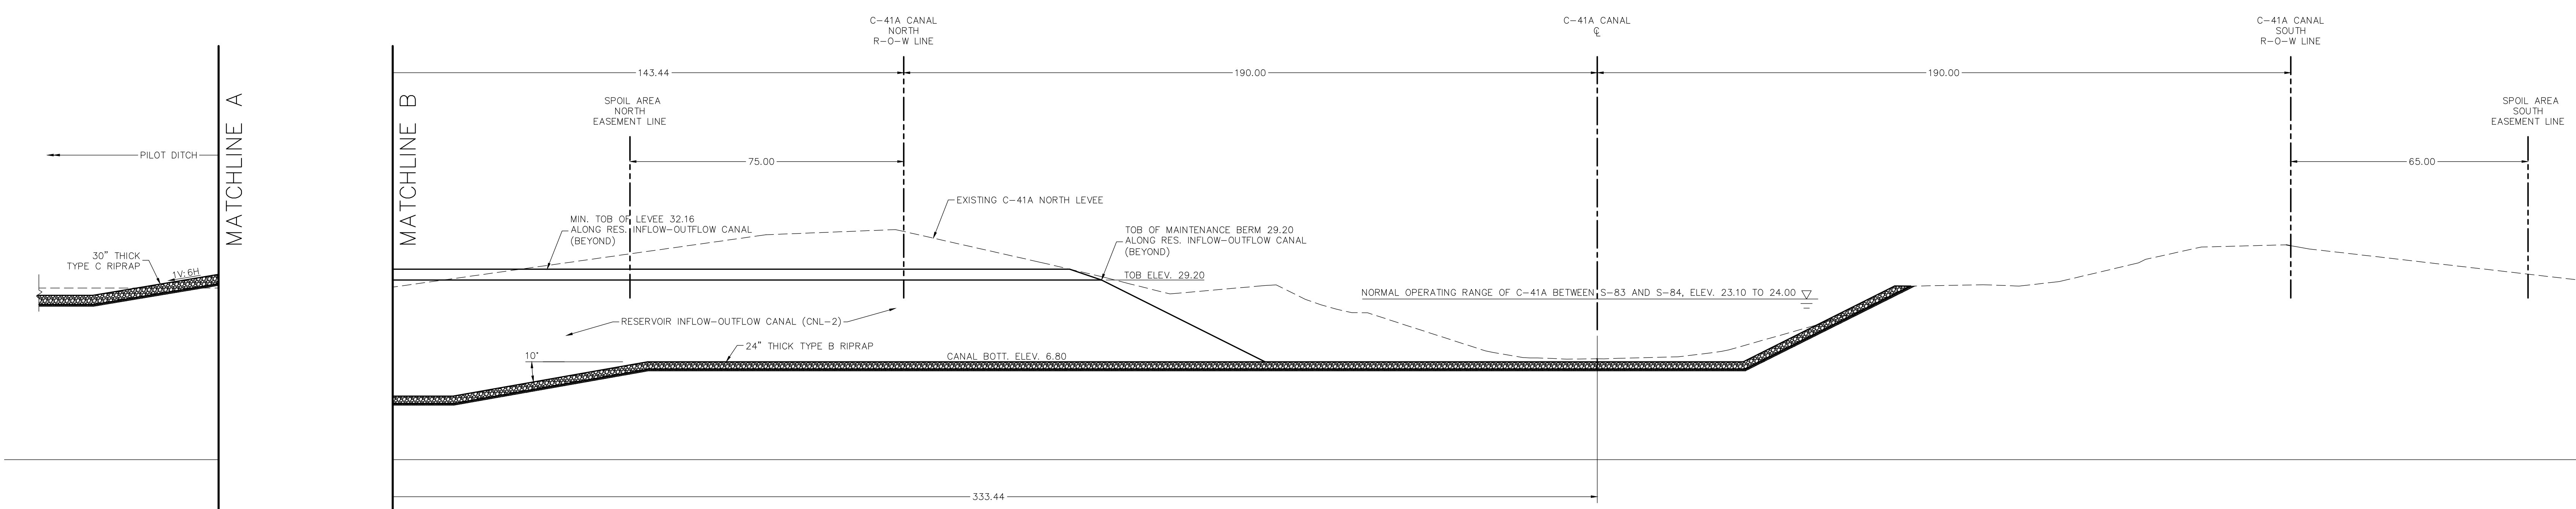 C-41A CANAL
NORTH
R-O-W LINE
C-41A CANAL
℄
C-41A CANAL
SOUTH
R-O-W LINE
143.44
190.00
190.00
MATCHLINE A
MATCHLINE B
SPOIL AREA
NORTH
EASEMENT LINE
SPOIL AREA
SOUTH
EASEMENT LINE
PILOT DITCH
75.00
65.00
EXISTING C-41A NORTH LEVEE
MIN. TOB OF LEVEE 32.16
ALONG RES. INFLOW-OUTFLOW CANAL
(BEYOND)
TOB OF MAINTENANCE BERM 29.20
ALONG RES. INFLOW-OUTFLOW CANAL
(BEYOND)
30" THICK
TYPE C RIPRAP
1V:6H
TOB ELEV. 29.20
NORMAL OPERATING RANGE OF C-41A BETWEEN S-83 AND S-84, ELEV. 23.10 TO 24.00
RESERVOIR INFLOW-OUTFLOW CANAL (CNL-2)
24" THICK TYPE B RIPRAP
10°
CANAL BOTT. ELEV. 6.80
333.44